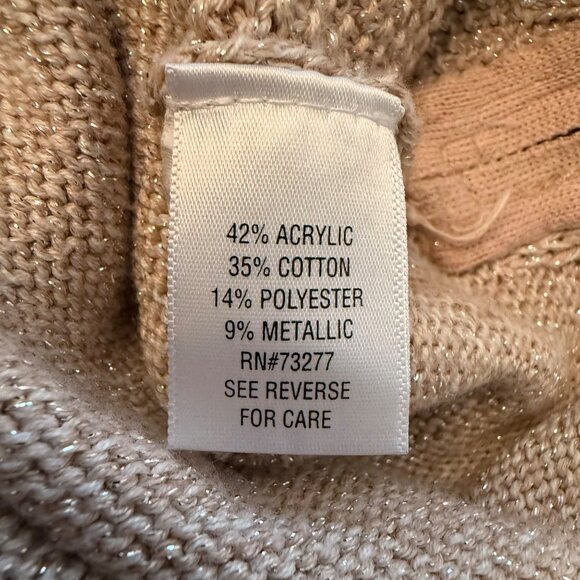 42% ACRYLIC
35% COTTON
14% POLYESTER
9% METALLIC
RN#73277
SEE REVERSE
FOR CARE